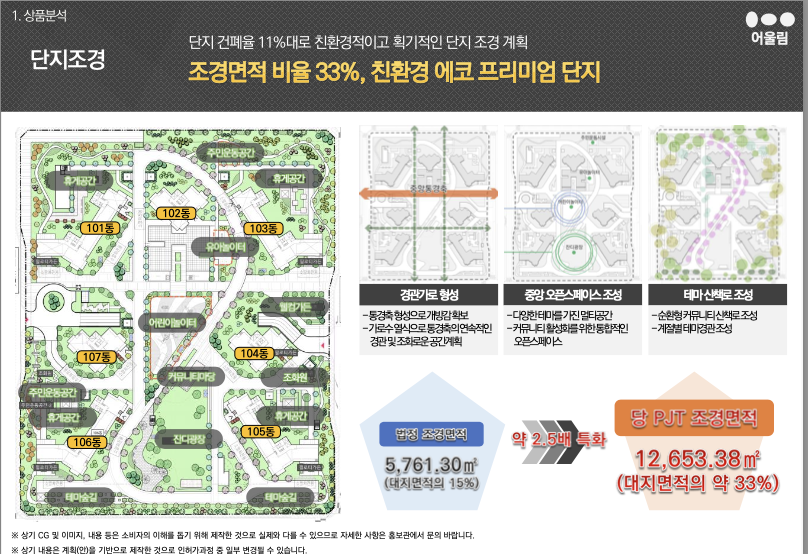 1. 상품분석
단지조경
단지 건폐율 11%대로 친환경적이고 획기적인 단지 조경 계획
조경면적 비율 33%, 친환경 에코 프리미엄 단지
어울림
주민운동공간
휴게공간
휴게공간
101동
102동
103동
유아놀이터
웰컴가든
어린이놀이터
107동
104동
커뮤니티마당
조화원
주민운동공간
휴게공간
휴게공간
106동
105동
잔디광장
테마숲길
테마숲길
중앙통경축
어린이놀이터
잔디광장
경관가로 형성
– 통경축 형성으로 개방감 확보
– 가로수 열식으로 통경축의 연속적인
경관 및 조화로운 공간계획
중앙 오픈스페이스 조성
– 다양한 테마를 가진 멀티공간
– 커뮤니티 활성화를 위한 통합적인
오픈스페이스
테마 산책로 조성
– 순환형 커뮤니티 산책로 조성
– 계절별 테마경관 조성
법정 조경면적
5,761.30㎡
(대지면적의 15%)
약 2.5배 특화
당 PJT 조경면적
12,653.38㎡
(대지면적의 약 33%)
※ 상기 CG 및 이미지, 내용 등은 소비자의 이해를 돕기 위해 제작한 것으로 실제와 다를 수 있으므로 자세한 사항은 홍보관에서 문의 바랍니다.
※ 상기 내용은 계획(안)을 기반으로 제작한 것으로 인허가과정 중 일부 변경될 수 있습니다.